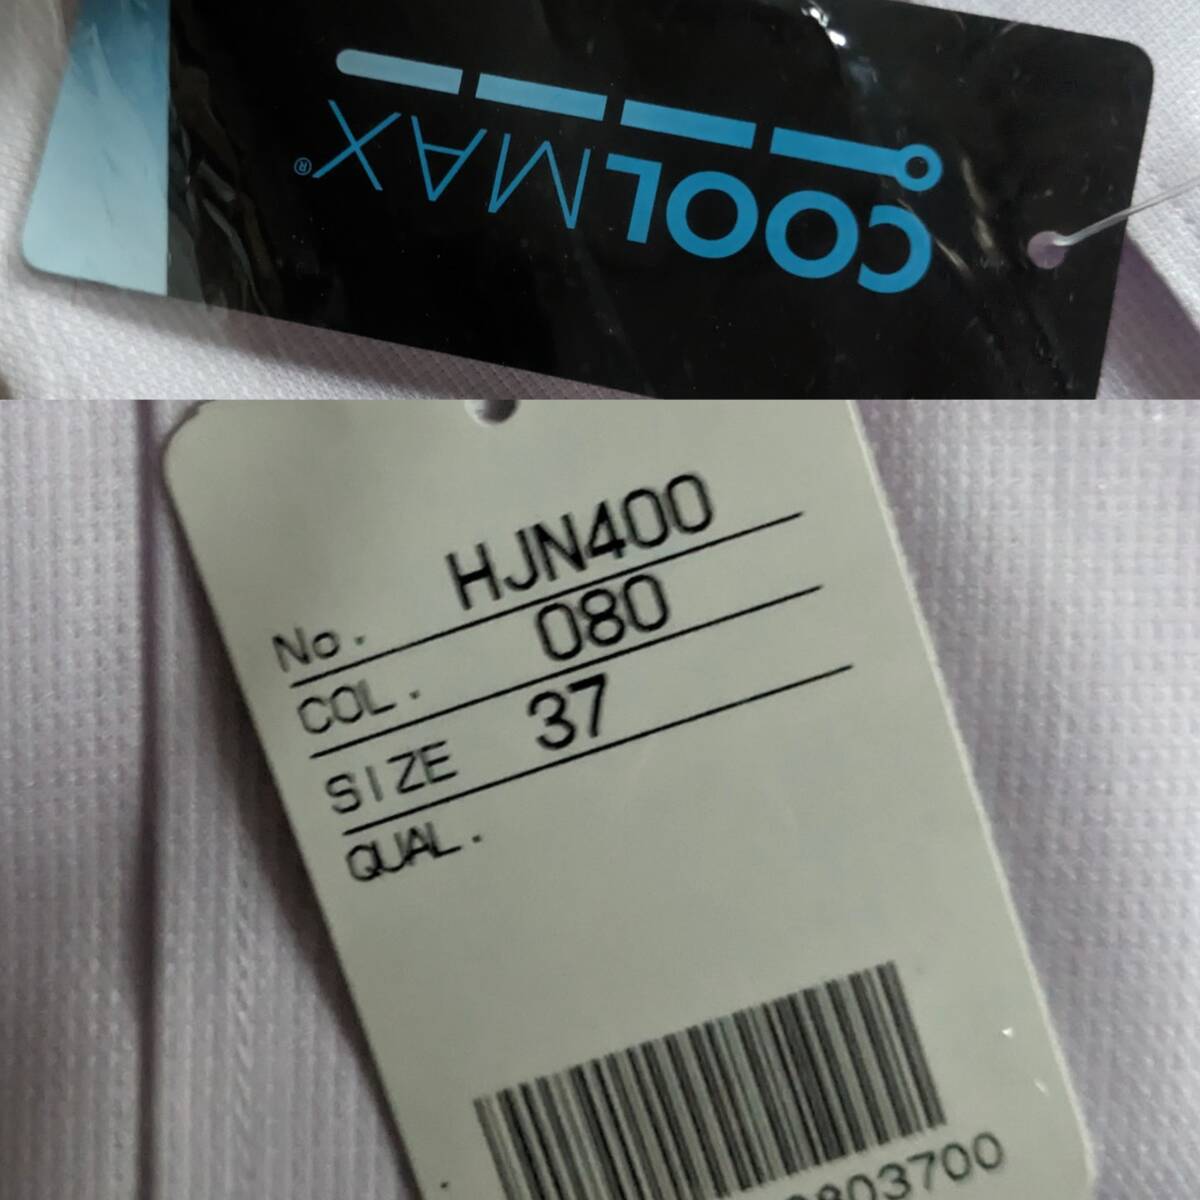 COOLMAX®
No. HJN400
COL. 080
SIZE 37
QUAL.
803700